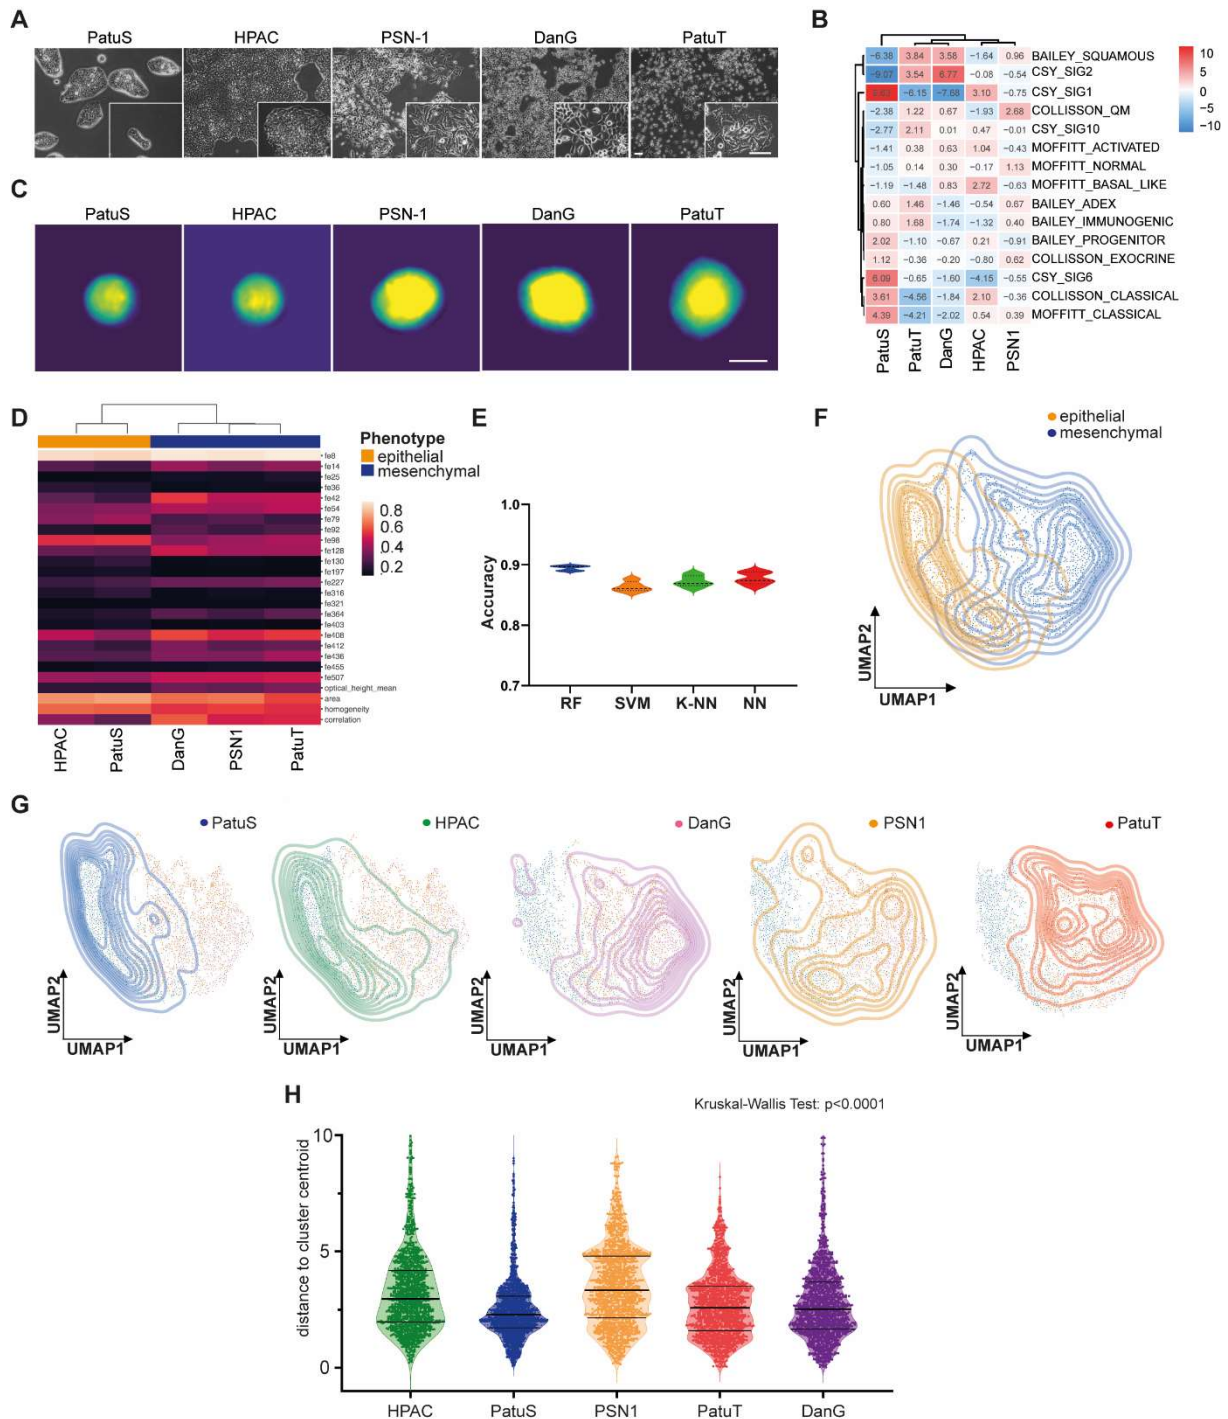 A
PatuS HPAC PSN-1 DanG PatuT
B
−6.38 3.84 3.58 −1.64 0.96 BAILEY_SQUAMOUS
−9.07 3.54 6.77 −0.08 −0.54 CSY_SIG2
−6.15 −7.68 3.10 −0.75 CSY_SIG1
−2.38 1.22 0.67 −1.93 2.68 COLLISSON_QM
−2.77 2.11 0.01 0.47 −0.01 CSY_SIG10
−1.41 0.38 0.63 1.04 −0.43 MOFFITT_ACTIVATED
−1.05 0.14 0.30 −0.17 1.13 MOFFITT_NORMAL
−1.19 −1.48 0.83 2.72 −0.63 MOFFITT_BASAL_LIKE
0.60 1.46 −1.46 −0.54 0.67 BAILEY_ADEX
0.80 1.68 −1.74 −1.32 0.40 BAILEY_IMMUNOGENIC
2.02 −1.10 −0.67 0.21 −0.91 BAILEY_PROGENITOR
1.12 −0.36 −0.20 −0.80 0.62 COLLISSON_EXOCRINE
6.09 −0.65 −1.60 −4.15 −0.55 CSY_SIG6
3.61 −4.56 −1.84 2.10 −0.36 COLLISSON_CLASSICAL
4.39 −4.21 −2.02 0.54 0.39 MOFFITT_CLASSICAL
PatuS PatuT DanG HPAC PSN1
10
5
0
−5
−10
C
PatuS HPAC PSN-1 DanG PatuT
D
Phenotype
epithelial
mesenchymal
0.8
0.6
0.4
0.2
fe8
fe14
fe25
fe36
fe42
fe54
fe79
fe92
fe98
fe128
fe130
fe197
fe227
fe316
fe321
fe364
fe403
fe408
fe412
fe436
fe455
fe507
optical_height_mean
area
homogeneity
correlation
HPAC PatuS DanG PSN1 PatuT
E
Accuracy
1.0
0.9
0.8
0.7
RF SVM K-NN NN
F
epithelial
mesenchymal
UMAP2
UMAP1
G
PatuS HPAC DanG PSN1 PatuT
UMAP2 UMAP2 UMAP2 UMAP2 UMAP2
UMAP1 UMAP1 UMAP1 UMAP1 UMAP1
H
Kruskal-Wallis Test: p<0.0001
distance to cluster centroid
10
5
0
HPAC PatuS PSN1 PatuT DanG